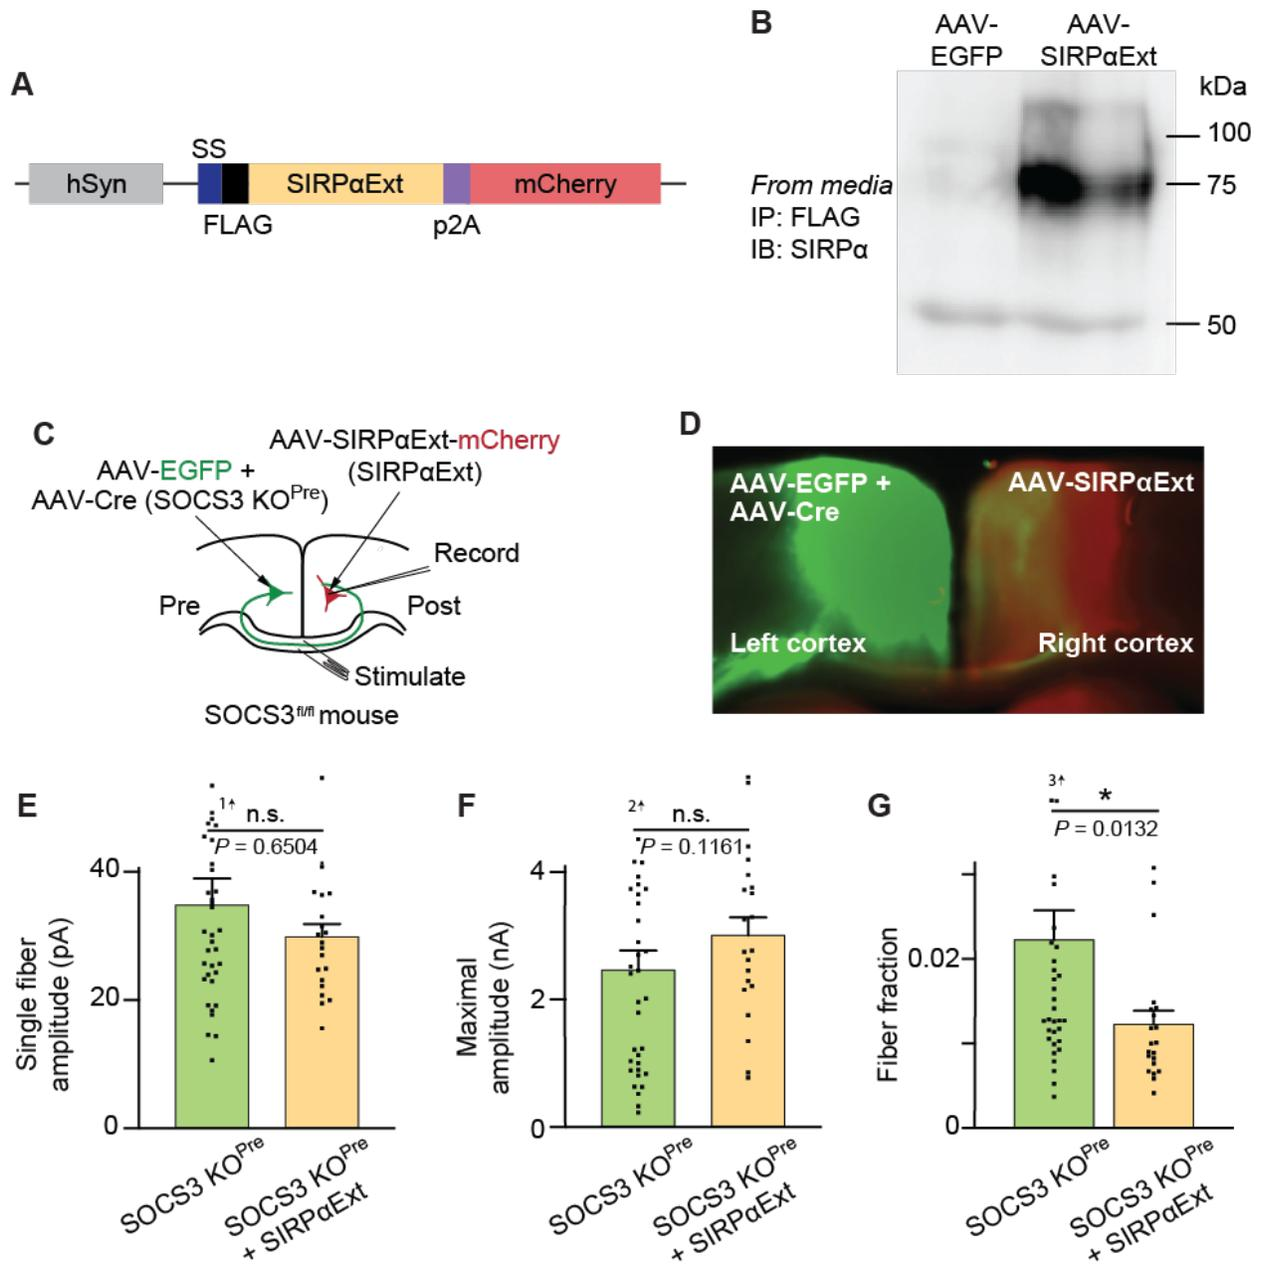 A
SS
hSyn
SIRPαExt
mCherry
FLAG
p2A
B
AAV-
EGFP
AAV-
SIRPαExt
kDa
100
75
50
From media
IP: FLAG
IB: SIRPα
C
AAV-EGFP +
AAV-Cre (SOCS3 KOPre)
AAV-SIRPαExt-mCherry
(SIRPαExt)
Record
Pre
Post
Stimulate
SOCS3fl/fl mouse
D
AAV-EGFP +
AAV-Cre
AAV-SIRPαExt
Left cortex
Right cortex
E
1↑
n.s.
P = 0.6504
40
20
0
Single fiber
amplitude (pA)
SOCS3 KOPre
SOCS3 KOPre
+ SIRPαExt
F
2↑
n.s.
P = 0.1161
4
2
0
Maximal
amplitude (nA)
SOCS3 KOPre
SOCS3 KOPre
+ SIRPαExt
G
3↑
*
P = 0.0132
0.02
0
Fiber fraction
SOCS3 KOPre
SOCS3 KOPre
+ SIRPαExt